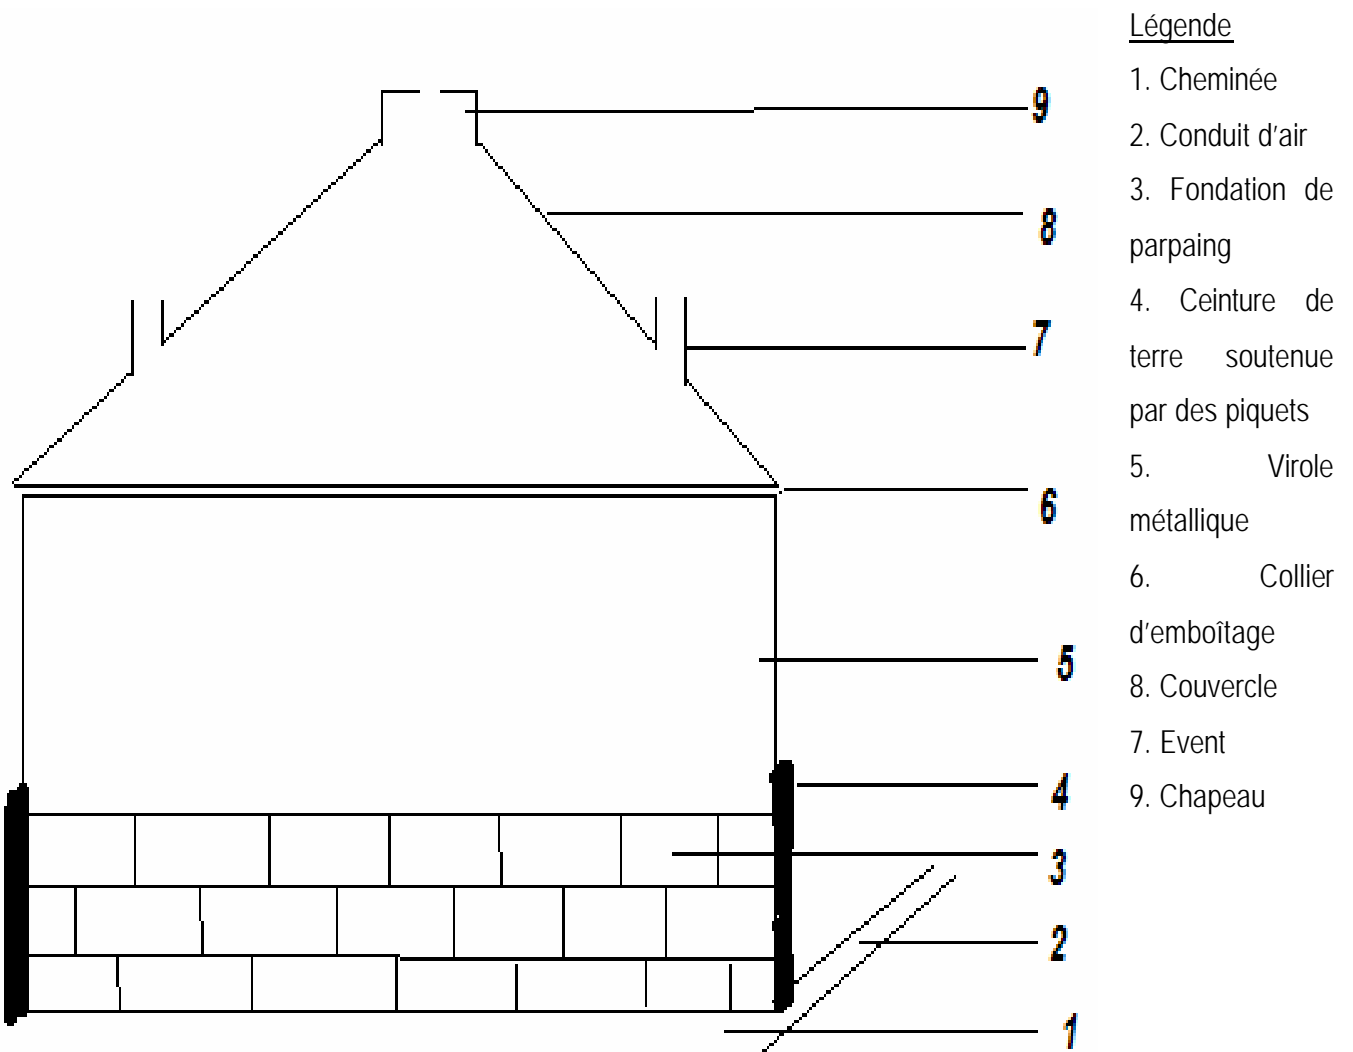 Légende
1. Cheminée
2. Conduit d'air
3. Fondation de
parpaing
4. Ceinture de
terre soutenue
par des piquets
5. Virole
métallique
6. Collier
d'emboîtage
8. Couvercle
7. Event
9. Chapeau
9
8
7
6
5
4
3
2
1